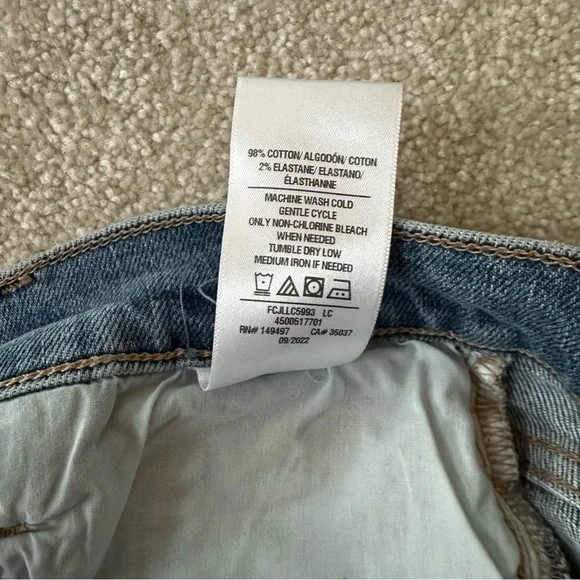 98% COTTON/ ALGODÓN/ COTON
2% ELASTANE/ ELASTANO/
ÉLASTHANNE
MACHINE WASH COLD
GENTLE CYCLE
ONLY NON-CHLORINE BLEACH
WHEN NEEDED
TUMBLE DRY LOW
MEDIUM IRON IF NEEDED
FCJLLC5993 LC
4500517701
RN# 149497 CA# 35037
09/2022